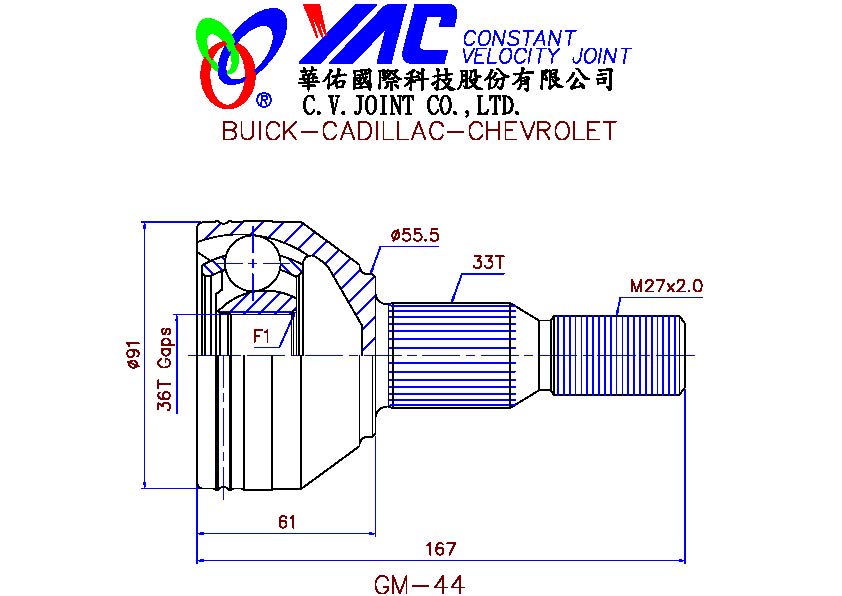 YAC CONSTANT
VELOCITY JOINT
華佑國際科技股份有限公司
®
C.V.JOINT CO.,LTD.
BUICK-CADILLAC-CHEVROLET
ø55.5
33T
M27x2.0
F1
ø91
36T Gaps
61
167
GM-44